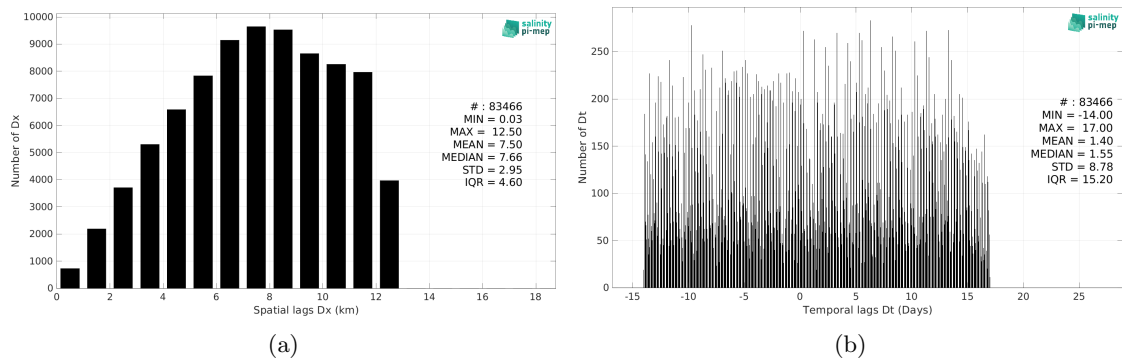 10000
9000
8000
7000
6000
5000
4000
3000
2000
1000
0
Number of Dx
0 2 4 6 8 10 12 14 16 18
Spatial lags Dx (km)
salinity
pi-mep
# : 83466
MIN = 0.03
MAX = 12.50
MEAN = 7.50
MEDIAN = 7.66
STD = 2.95
IQR = 4.60
(a)
250
200
150
100
50
0
Number of Dt
-15 -10 -5 0 5 10 15 20 25
Temporal lags Dt (Days)
salinity
pi-mep
# : 83466
MIN = -14.00
MAX = 17.00
MEAN = 1.40
MEDIAN = 1.55
STD = 8.78
IQR = 15.20
(b)